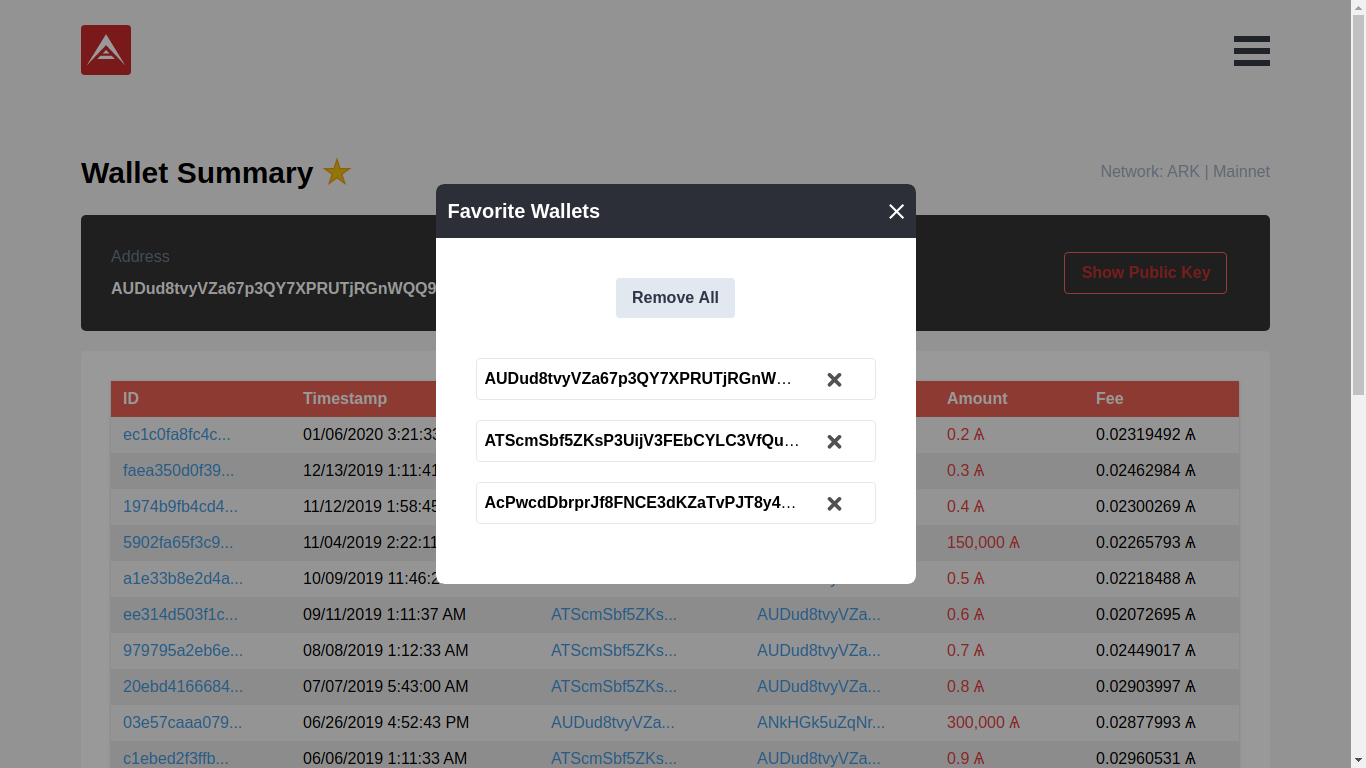 Wallet Summary
Network: ARK | Mainnet
Favorite Wallets
Address
AUDud8tvyVZa67p3QY7XPRUTjRGnWQQ9
Show Public Key
Remove All
AUDud8tvyVZa67p3QY7XPRUTjRGnW...
ATScmSbf5ZKsP3UijV3FEbCYLC3VfQu...
AcPwcdDbrprJf8FNCE3dKZaTvPJT8y4...
ID Timestamp Amount Fee
ec1c0fa8fc4c... 01/06/2020 3:21:33 0.2 Ѧ 0.02319492 Ѧ
faea350d0f39... 12/13/2019 1:11:41 0.3 Ѧ 0.02462984 Ѧ
1974b9fb4cd4... 11/12/2019 1:58:45 0.4 Ѧ 0.02300269 Ѧ
5902fa65f3c9... 11/04/2019 2:22:11 150,000 Ѧ 0.02265793 Ѧ
a1e33b8e2d4a... 10/09/2019 11:46:2 0.5 Ѧ 0.02218488 Ѧ
ee314d503f1c... 09/11/2019 1:11:37 AM ATScmSbf5ZKs... AUDud8tvyVZa... 0.6 Ѧ 0.02072695 Ѧ
979795a2eb6e... 08/08/2019 1:12:33 AM ATScmSbf5ZKs... AUDud8tvyVZa... 0.7 Ѧ 0.02449017 Ѧ
20ebd4166684... 07/07/2019 5:43:00 AM ATScmSbf5ZKs... AUDud8tvyVZa... 0.8 Ѧ 0.02903997 Ѧ
03e57caaa079... 06/26/2019 4:52:43 PM AUDud8tvyVZa... ANkHGk5uZqNr... 300,000 Ѧ 0.02877993 Ѧ
c1ebed2f3ffb... 06/06/2019 1:11:33 AM ATScmSbf5ZKs... AUDud8tvyVZa... 0.9 Ѧ 0.02960531 Ѧ